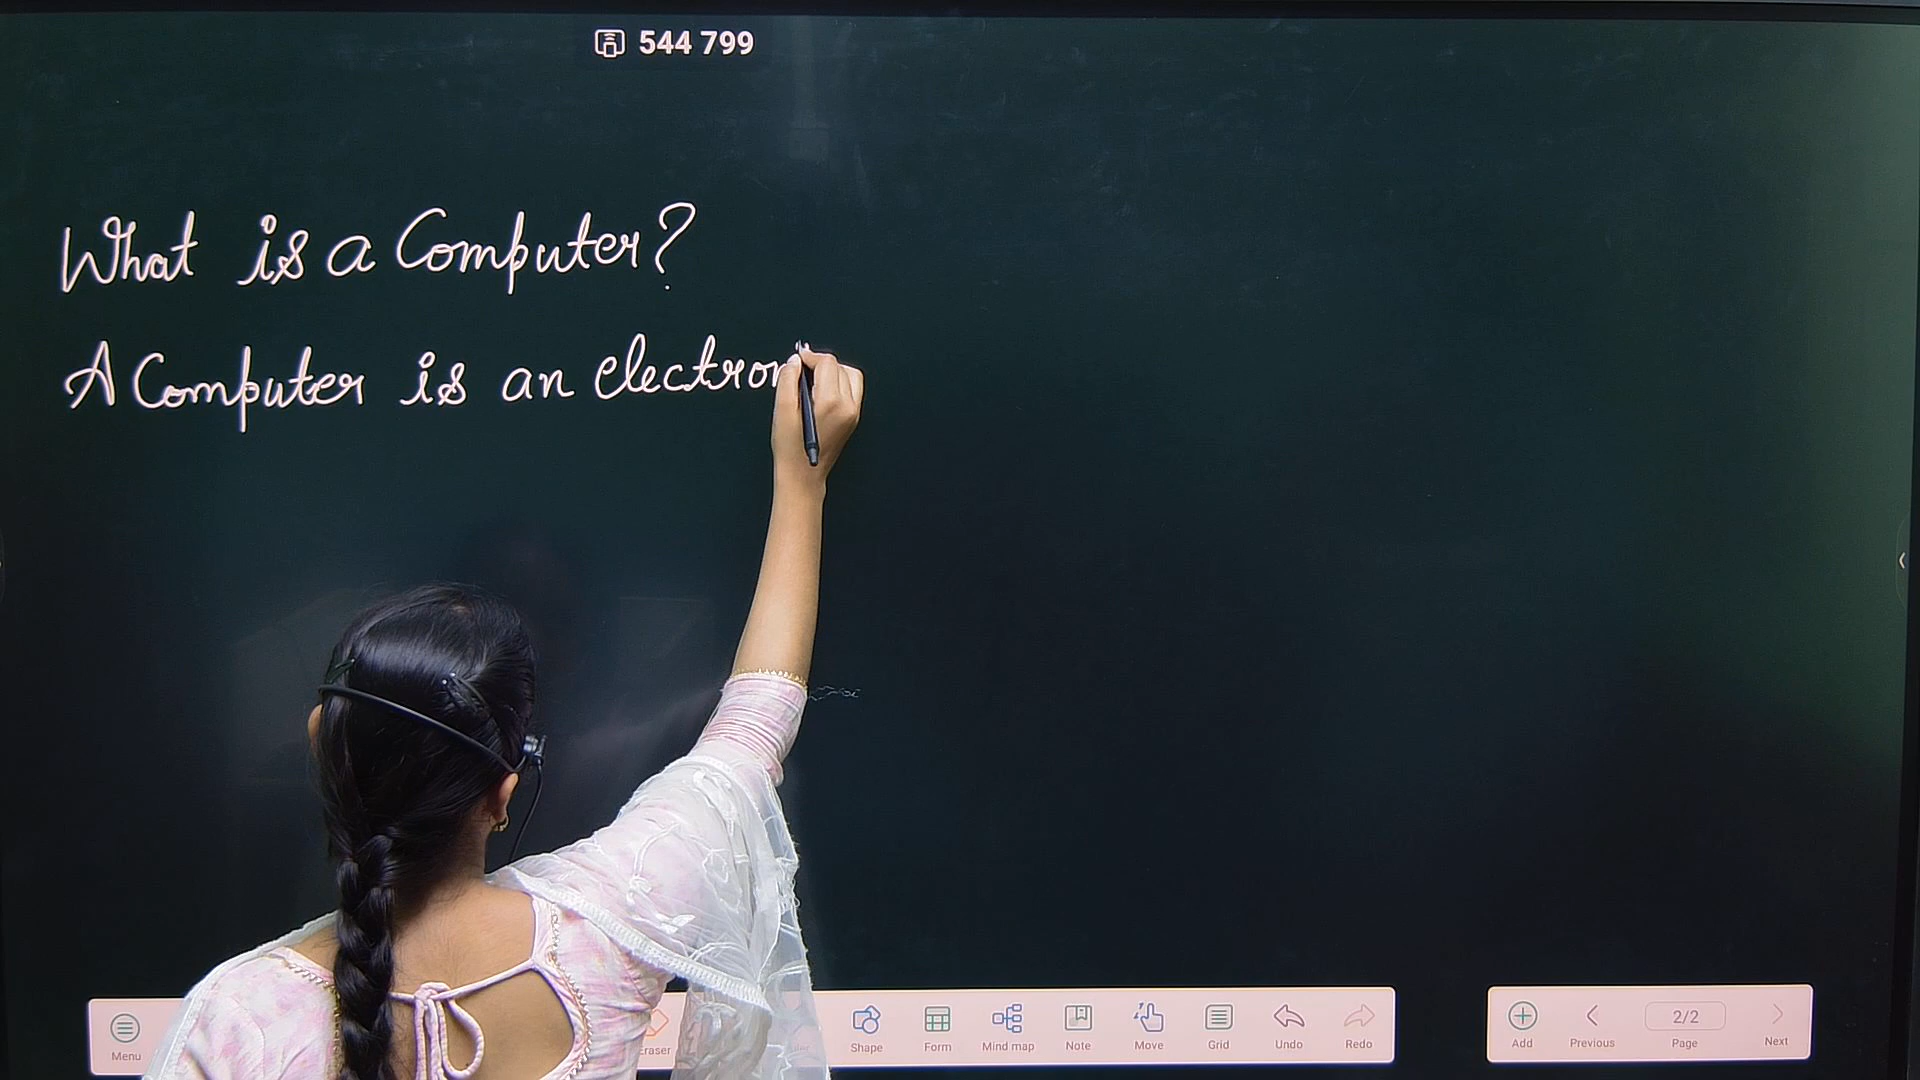 544 799
What is a Computer?
A Computer is an electron
Menu Eraser Shape Form Mind map Note Move Grid Undo Redo Add Previous 2/2 Page Next